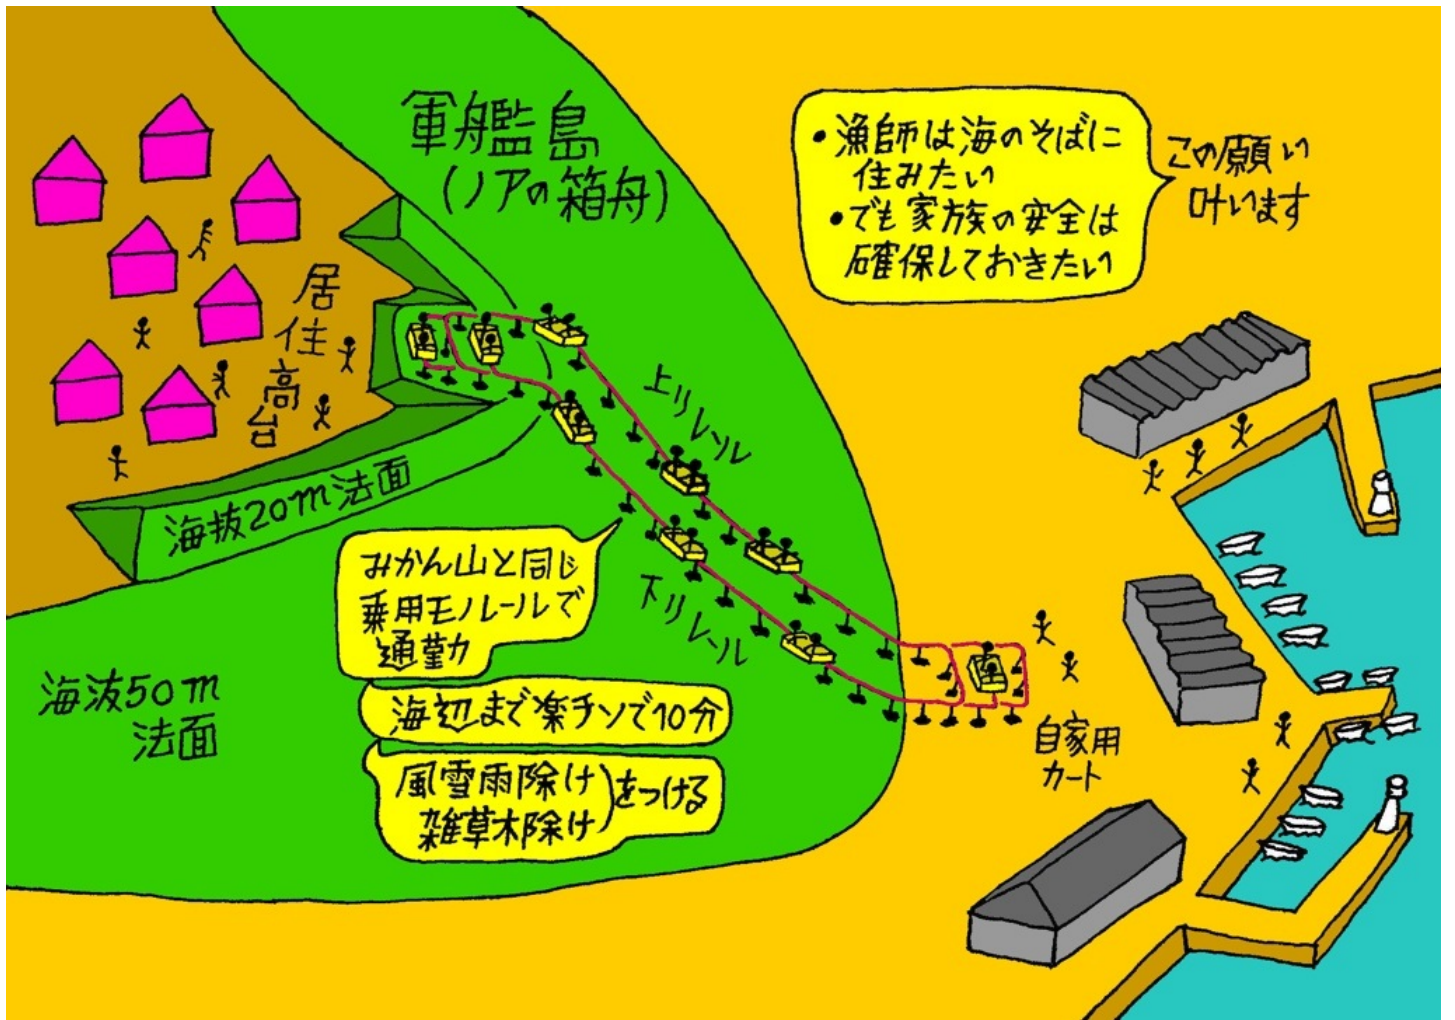 軍艦島
(ノアの箱舟)
・漁師は海のそばに
住みたい
・でも家族の安全は
確保しておきたい
この願い
叶います
居住高台
上リレール
海抜20m法面
みかん山と同じ
乗用モノレールで
通勤
下リレール
海抜50m
法面
海辺まで楽チンで10分
風雪雨除け
雑草木除け
をつける
自家用
カート